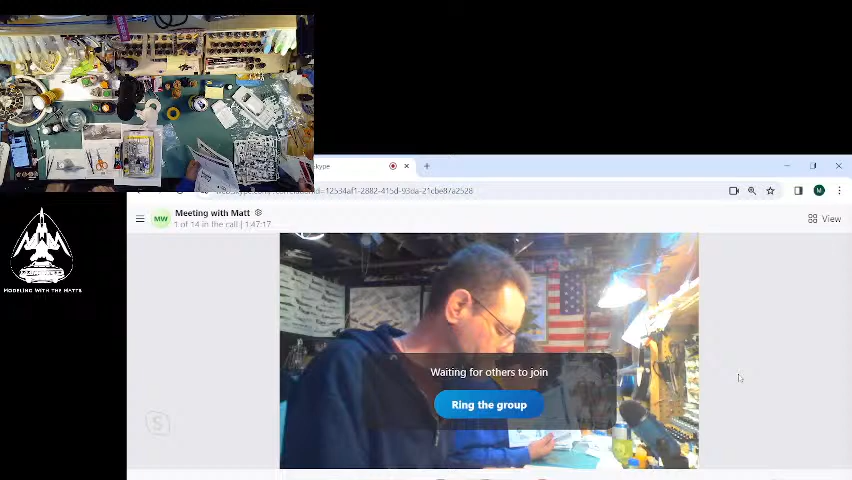 Meeting with Matt
MW
1 of 14 in the call | 1:47:17
View
MODELING WITH THE MATTS
Waiting for others to join
Ring the group